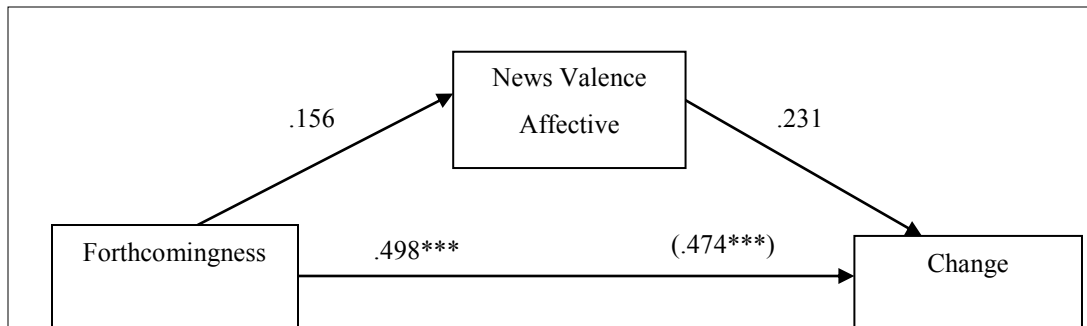 News Valence
Affective
.156
.231
Forthcomingness
.498***
(.474***)
Change